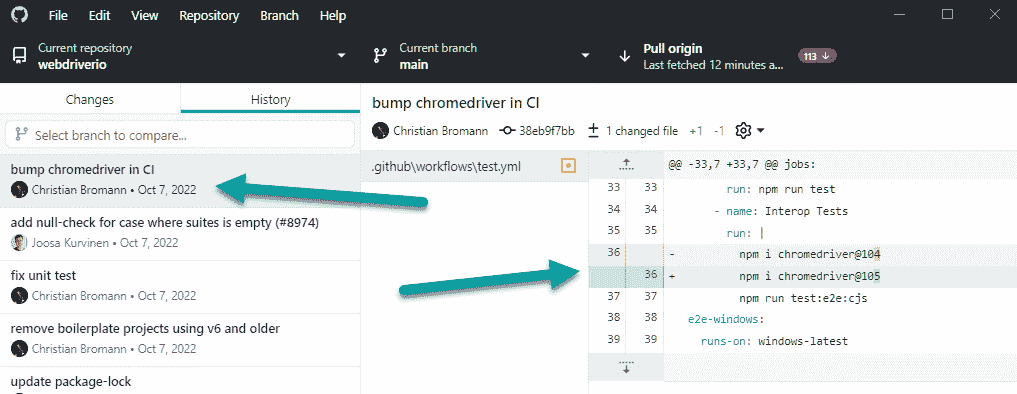 File Edit View Repository Branch Help
Current repository
webdriverio
Current branch
main
Pull origin
Last fetched 12 minutes a...
113
Changes
History
Select branch to compare...
bump chromedriver in CI
Christian Bromann • Oct 7, 2022
add null-check for case where suites is empty (#8974)
Joosa Kurvinen • Oct 7, 2022
fix unit test
Christian Bromann • Oct 7, 2022
remove boilerplate projects using v6 and older
Christian Bromann • Oct 7, 2022
update package-lock
bump chromedriver in CI
Christian Bromann 38eb9f7bb 1 changed file +1 -1
.github\workflows\test.yml
@@ -33,7 +33,7 @@ jobs:
33 33 run: npm run test
34 34 - name: Interop Tests
35 35 run: |
36 - npm i chromedriver@104
36 + npm i chromedriver@105
37 37 npm run test:e2e:cjs
38 38 e2e-windows:
39 39 runs-on: windows-latest